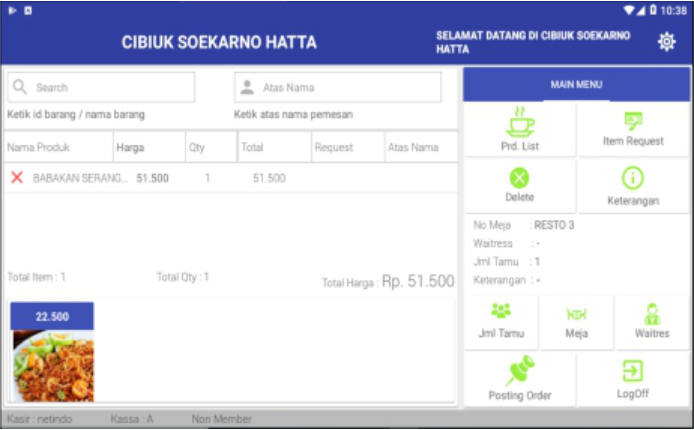 10:38
CIBIUK SOEKARNO HATTA
SELAMAT DATANG DI CIBIUK SOEKARNO
HATTA
Search
Atas Nama
Ketik id barang / nama barang
Ketik atas nama pemesan
Nama Produk Harga Qty Total Request Atas Nama
BABAKAN SERANG... 51.500 1 51.500
Total Item : 1 Total Qty : 1 Total Harga : Rp. 51.500
22.500
MAIN MENU
Prd. List Item Request
Delete Keterangan
No Meja : RESTO 3
Waitress : -
Jml Tamu : 1
Keterangan : -
Jml Tamu Meja Waitres
Posting Order LogOff
Kasir : netindo Kassa : A Non Member